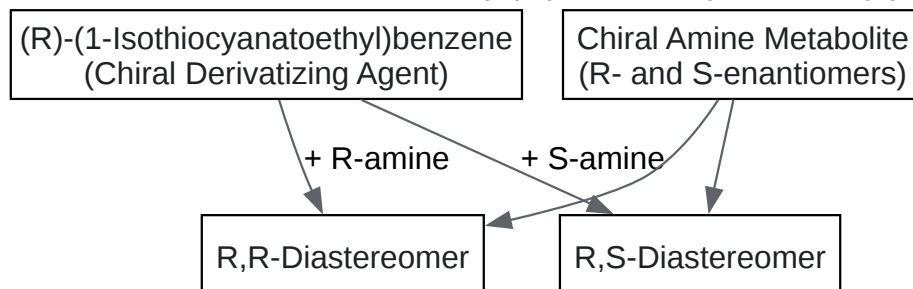 (R)-(1-Isothiocyanatoethyl)benzene
(Chiral Derivatizing Agent)
Chiral Amine Metabolite
(R- and S-enantiomers)
+ R-amine
+ S-amine
R,R-Diastereomer
R,S-Diastereomer